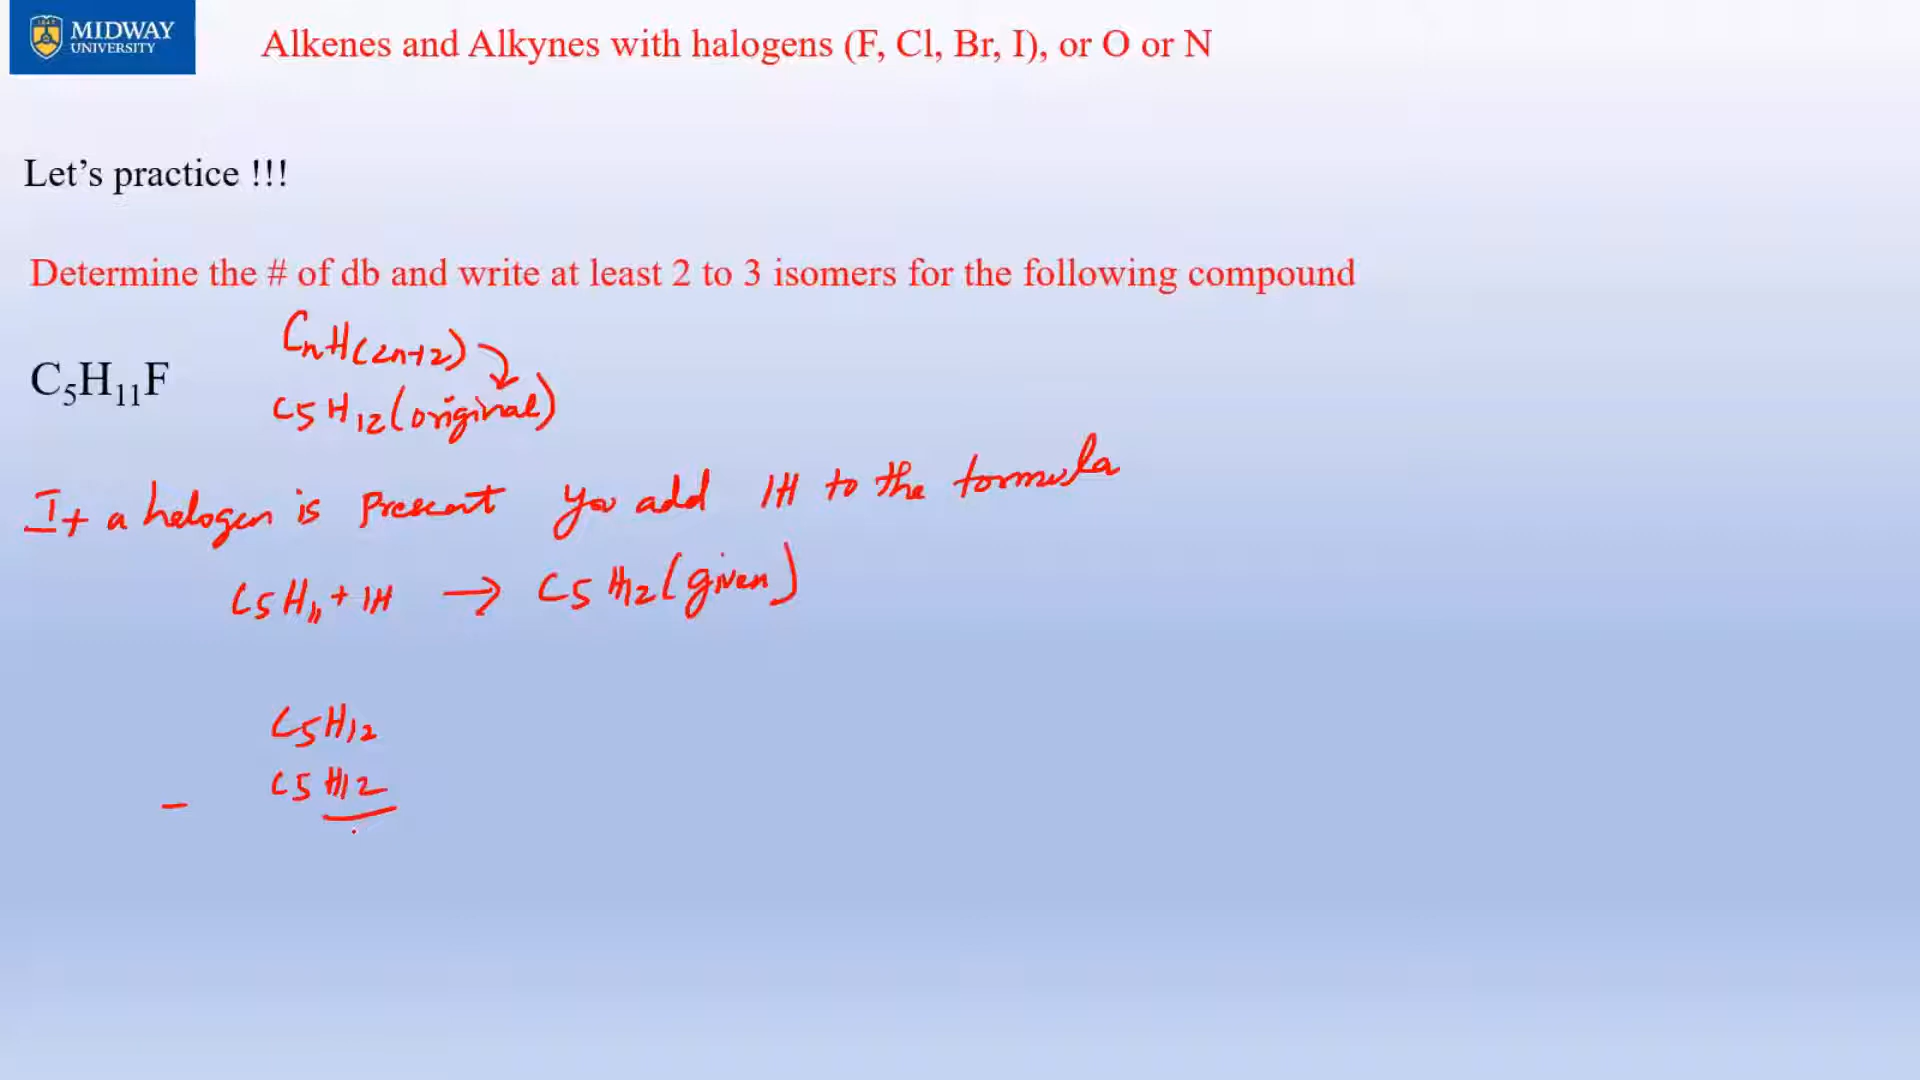 MIDWAY
UNIVERSITY
Alkenes and Alkynes with halogens (F, Cl, Br, I), or O or N
Let’s practice !!!
Determine the # of db and write at least 2 to 3 isomers for the following compound
CnH(2n+2)
C₅H₁₁F
C5H12(original)
If a halogen is Present you add 1H to the formula
C5H11 + 1H → C5H12(given)
C5H12
- C5H12